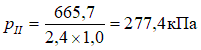 p_II = 665,7 / (2,4 × 1,0) = 277,4кПа